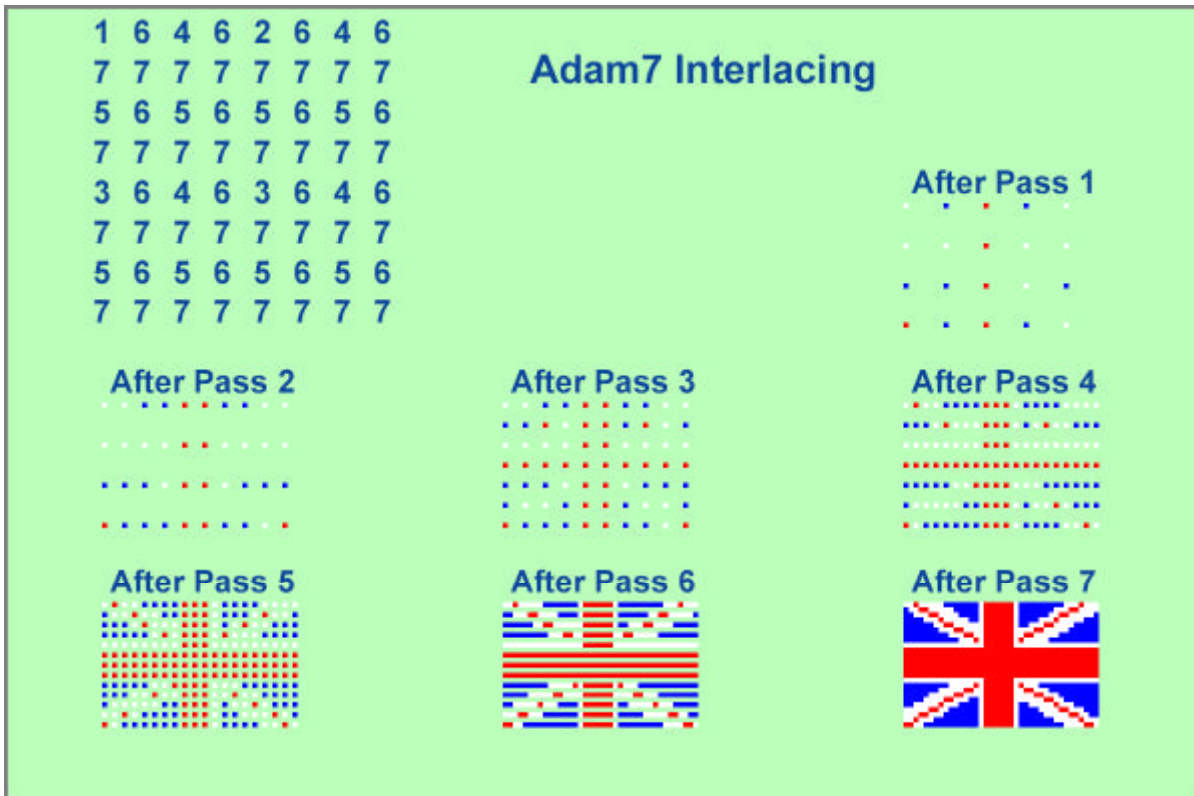 1 6 4 6 2 6 4 6
7 7 7 7 7 7 7 7
5 6 5 6 5 6 5 6
7 7 7 7 7 7 7 7
3 6 4 6 3 6 4 6
7 7 7 7 7 7 7 7
5 6 5 6 5 6 5 6
7 7 7 7 7 7 7 7
Adam7 Interlacing
After Pass 1
After Pass 2
After Pass 3
After Pass 4
After Pass 5
After Pass 6
After Pass 7